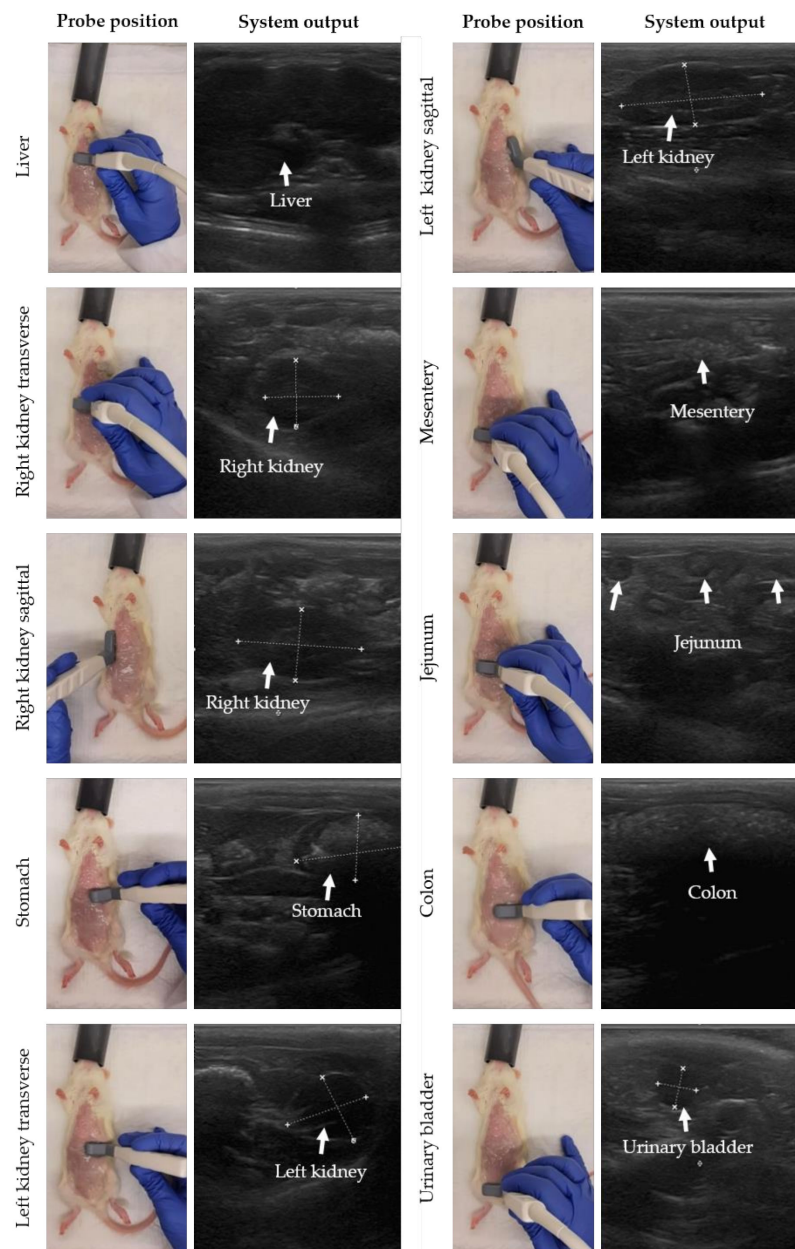 Probe position
System output
Probe position
System output
Liver
Liver
Left kidney sagittal
Left kidney
Right kidney transverse
Right kidney
Mesentery
Mesentery
Right kidney sagittal
Right kidney
Jejunum
Jejunum
Stomach
Stomach
Colon
Colon
Left kidney transverse
Left kidney
Urinary bladder
Urinary bladder